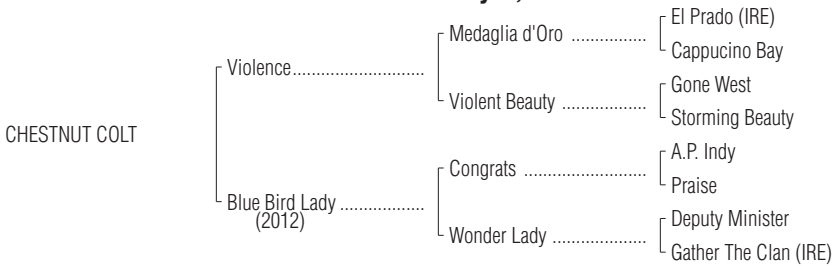 El Prado (IRE)
Medaglia d'Oro ..................
Cappucino Bay
Violence.............................
Gone West
Violent Beauty ....................
Storming Beauty
CHESTNUT COLT
A.P. Indy
Congrats ............................
Praise
Blue Bird Lady ..................
(2012)
Deputy Minister
Wonder Lady ......................
Gather The Clan (IRE)